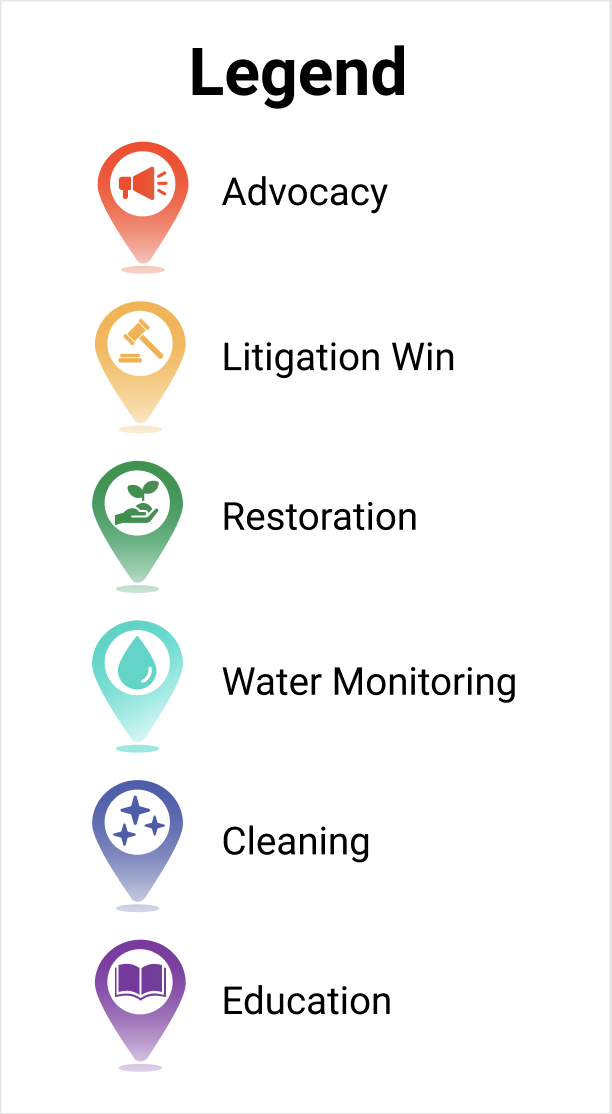 Legend
Advocacy
Litigation Win
Restoration
Water Monitoring
Cleaning
Education